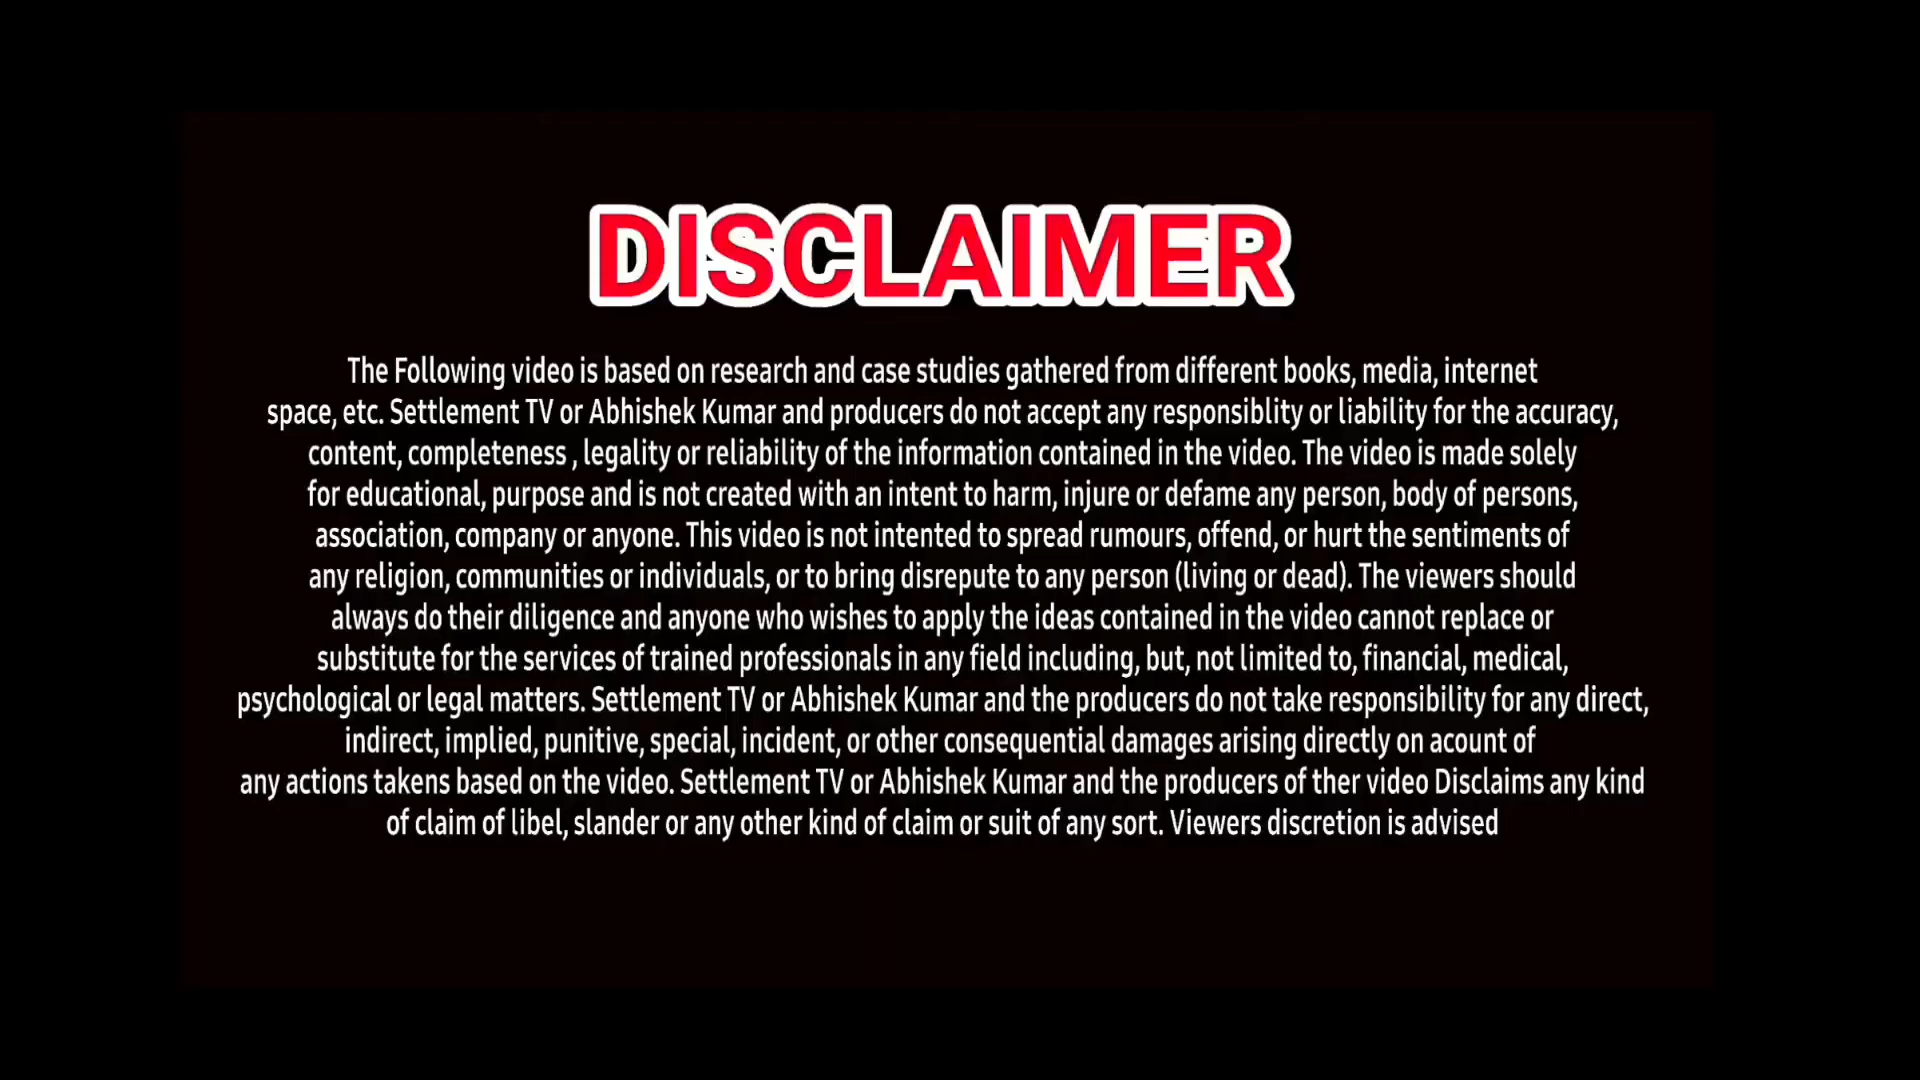 DISCLAIMER
The Following video is based on research and case studies gathered from different books, media, internet
space, etc. Settlement TV or Abhishek Kumar and producers do not accept any responsiblity or liability for the accuracy,
content, completeness , legality or reliability of the information contained in the video. The video is made solely
for educational, purpose and is not created with an intent to harm, injure or defame any person, body of persons,
association, company or anyone. This video is not intented to spread rumours, offend, or hurt the sentiments of
any religion, communities or individuals, or to bring disrepute to any person (living or dead). The viewers should
always do their diligence and anyone who wishes to apply the ideas contained in the video cannot replace or
substitute for the services of trained professionals in any field including, but, not limited to, financial, medical,
psychological or legal matters. Settlement TV or Abhishek Kumar and the producers do not take responsibility for any direct,
indirect, implied, punitive, special, incident, or other consequential damages arising directly on acount of
any actions takens based on the video. Settlement TV or Abhishek Kumar and the producers of ther video Disclaims any kind
of claim of libel, slander or any other kind of claim or suit of any sort. Viewers discretion is advised